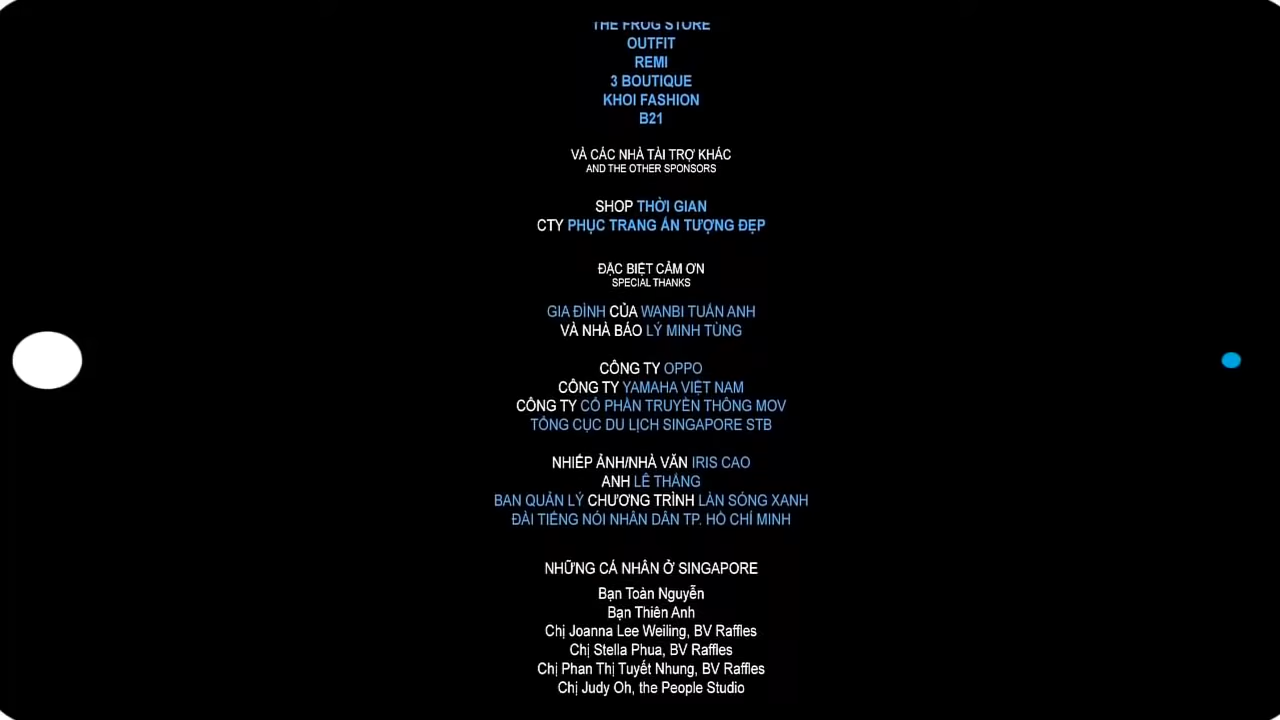 THE FROG STORE
OUTFIT
REMI
3 BOUTIQUE
KHOI FASHION
B21
VÀ CÁC NHÀ TÀI TRỢ KHÁC
AND THE OTHER SPONSORS
SHOP THỜI GIAN
CTY PHỤC TRANG ẤN TƯỢNG ĐẸP
ĐẶC BIỆT CẢM ƠN
SPECIAL THANKS
GIA ĐÌNH CỦA WANBI TUẤN ANH
VÀ NHÀ BÁO LÝ MINH TÙNG
CÔNG TY OPPO
CÔNG TY YAMAHA VIỆT NAM
CÔNG TY CỔ PHẦN TRUYỀN THÔNG MOV
TỔNG CỤC DU LỊCH SINGAPORE STB
NHIẾP ẢNH/NHÀ VĂN IRIS CAO
ANH LÊ THẮNG
BAN QUẢN LÝ CHƯƠNG TRÌNH LÀN SÓNG XANH
ĐÀI TIẾNG NÓI NHÂN DÂN TP. HỒ CHÍ MINH
NHỮNG CÁ NHÂN Ở SINGAPORE
Bạn Toàn Nguyễn
Bạn Thiên Anh
Chị Joanna Lee Weiling, BV Raffles
Chị Stella Phua, BV Raffles
Chị Phan Thị Tuyết Nhung, BV Raffles
Chị Judy Oh, the People Studio